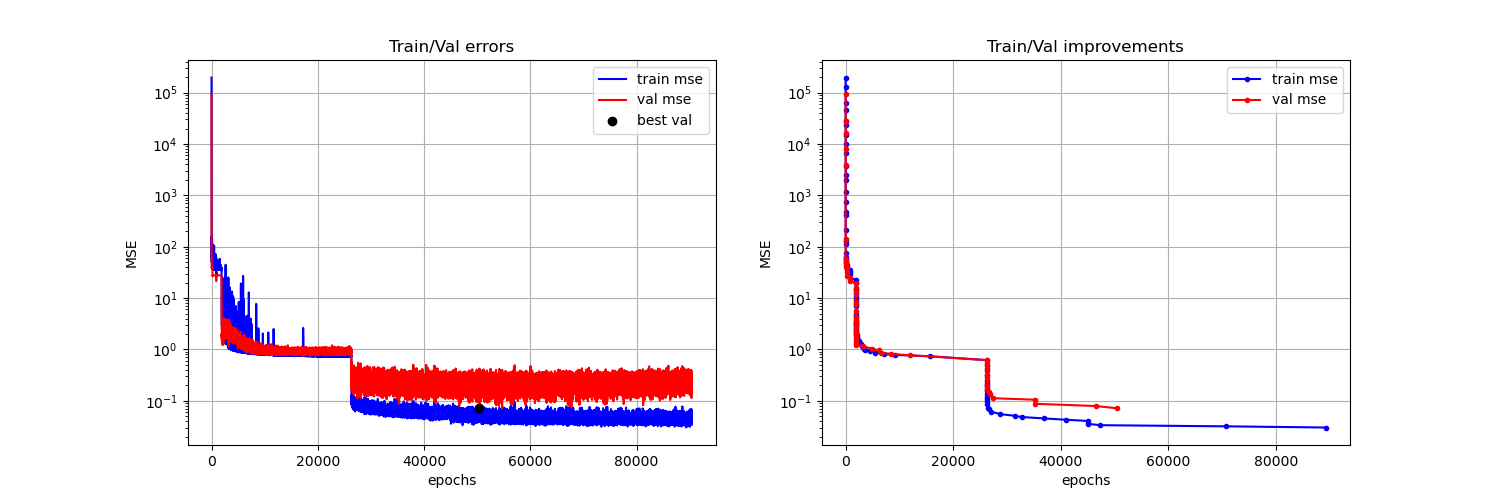 Train/Val errors
MSE
10^5
10^4
10^3
10^2
10^1
10^0
10^−1
train mse
val mse
best val
0 20000 40000 60000 80000
epochs
Train/Val improvements
MSE
10^5
10^4
10^3
10^2
10^1
10^0
10^−1
train mse
val mse
0 20000 40000 60000 80000
epochs